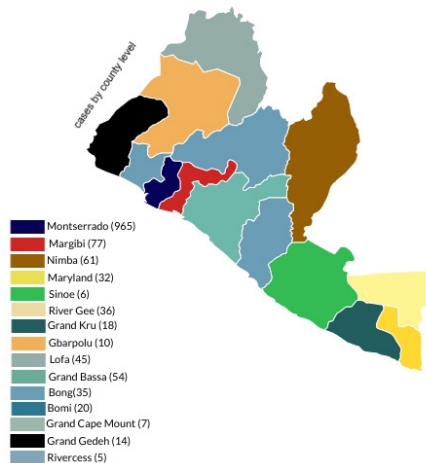 cases by county level
Montserrado (965)
Margibi (77)
Nimba (61)
Maryland (32)
Sinoe (6)
River Gee (36)
Grand Kru (18)
Gbarpolu (10)
Lofa (45)
Grand Bassa (54)
Bong(35)
Bomi (20)
Grand Cape Mount (7)
Grand Gedeh (14)
Rivercess (5)